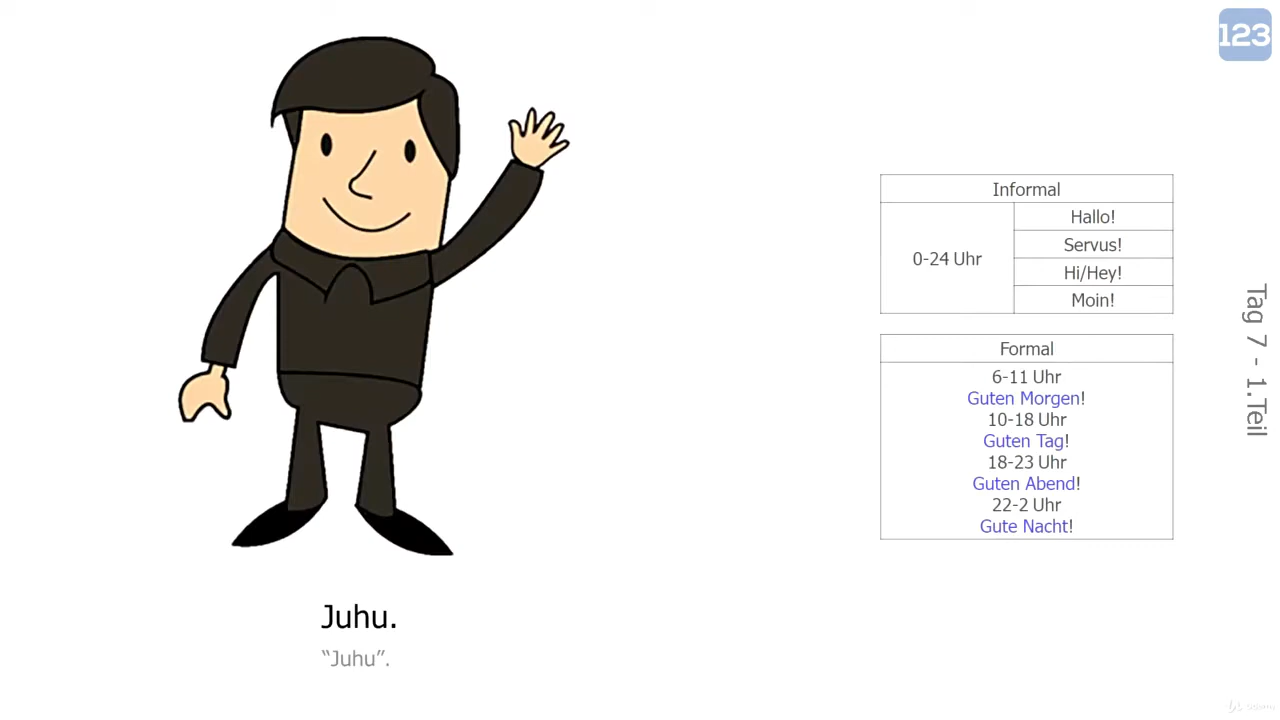 123
Informal
0-24 Uhr
Hallo!
Servus!
Hi/Hey!
Moin!
Formal
6-11 Uhr
Guten Morgen!
10-18 Uhr
Guten Tag!
18-23 Uhr
Guten Abend!
22-2 Uhr
Gute Nacht!
Tag 7 - 1.Teil
Juhu.
“Juhu”.